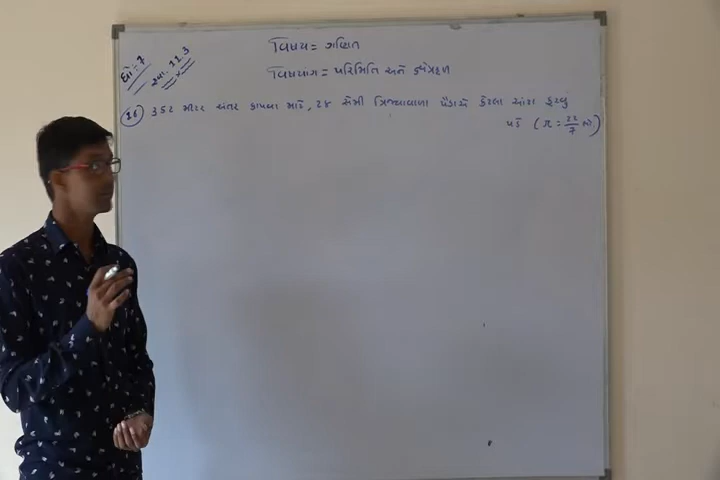 ધો: 7
સ્વા. 11.3
વિષય = ગણિત
વિષયાંગ = પરિમિતિ અને ક્ષેત્રફળ
16 352 મીટર અંતર કાપવા માટે, 28 સેમી ત્રિજ્યાવાળા પૈડાએ કેટલા આંટા ફરવું
પડે ( π = 22/7 લો )